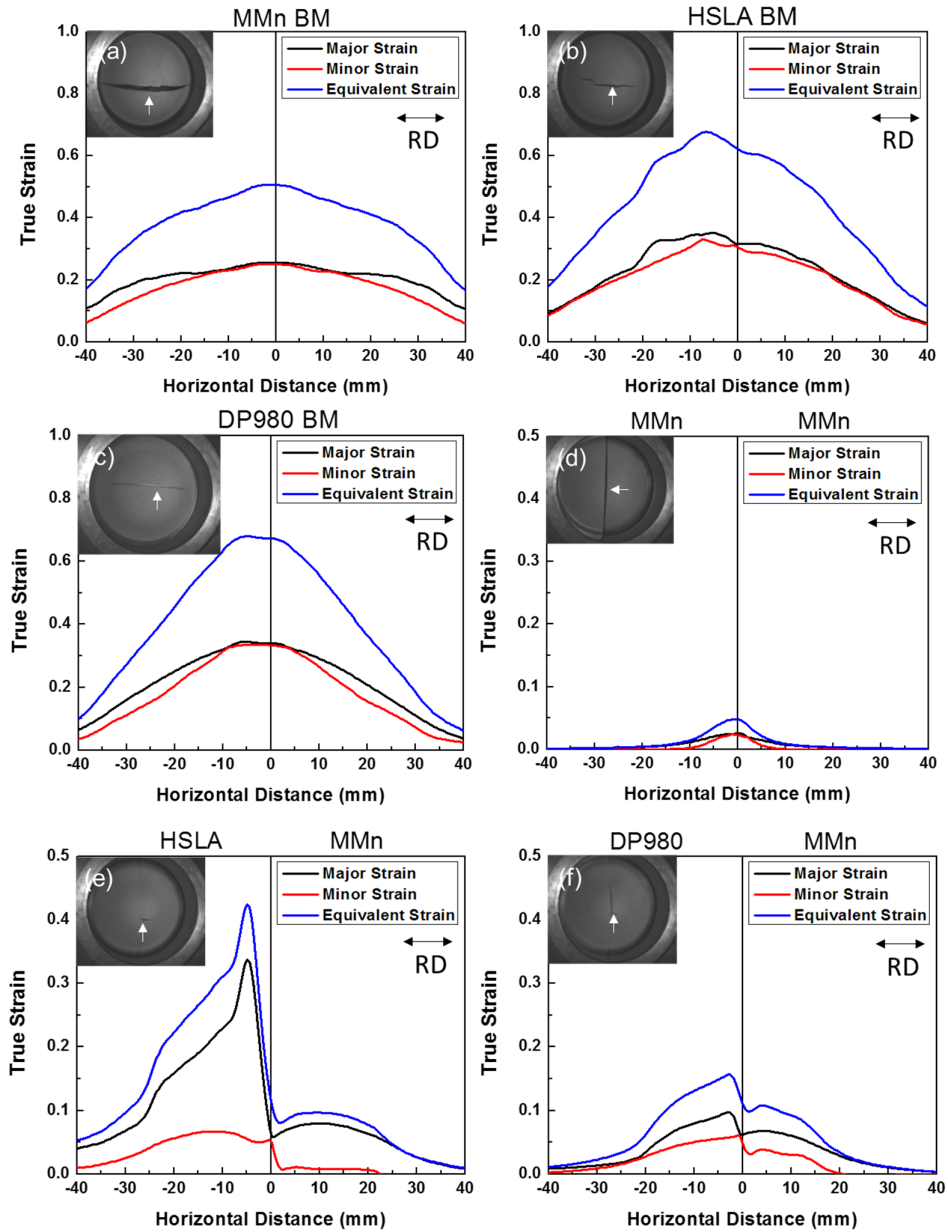 MMn BM
(a)
Major Strain
Minor Strain
Equivalent Strain
RD
True Strain
1.0
0.8
0.6
0.4
0.2
0.0
-40 -30 -20 -10 0 10 20 30 40
Horizontal Distance (mm)
HSLA BM
(b)
Major Strain
Minor Strain
Equivalent Strain
RD
True Strain
1.0
0.8
0.6
0.4
0.2
0.0
-40 -30 -20 -10 0 10 20 30 40
Horizontal Distance (mm)
DP980 BM
(c)
Major Strain
Minor Strain
Equivalent Strain
RD
True Strain
1.0
0.8
0.6
0.4
0.2
0.0
-40 -30 -20 -10 0 10 20 30 40
Horizontal Distance (mm)
MMn MMn
(d)
Major Strain
Minor Strain
Equivalent Strain
RD
True Strain
0.5
0.4
0.3
0.2
0.1
0.0
-40 -30 -20 -10 0 10 20 30 40
Horizontal Distance (mm)
HSLA MMn
(e)
Major Strain
Minor Strain
Equivalent Strain
RD
True Strain
0.5
0.4
0.3
0.2
0.1
0.0
-40 -30 -20 -10 0 10 20 30 40
Horizontal Distance (mm)
DP980 MMn
(f)
Major Strain
Minor Strain
Equivalent Strain
RD
True Strain
0.5
0.4
0.3
0.2
0.1
0.0
-40 -30 -20 -10 0 10 20 30 40
Horizontal Distance (mm)